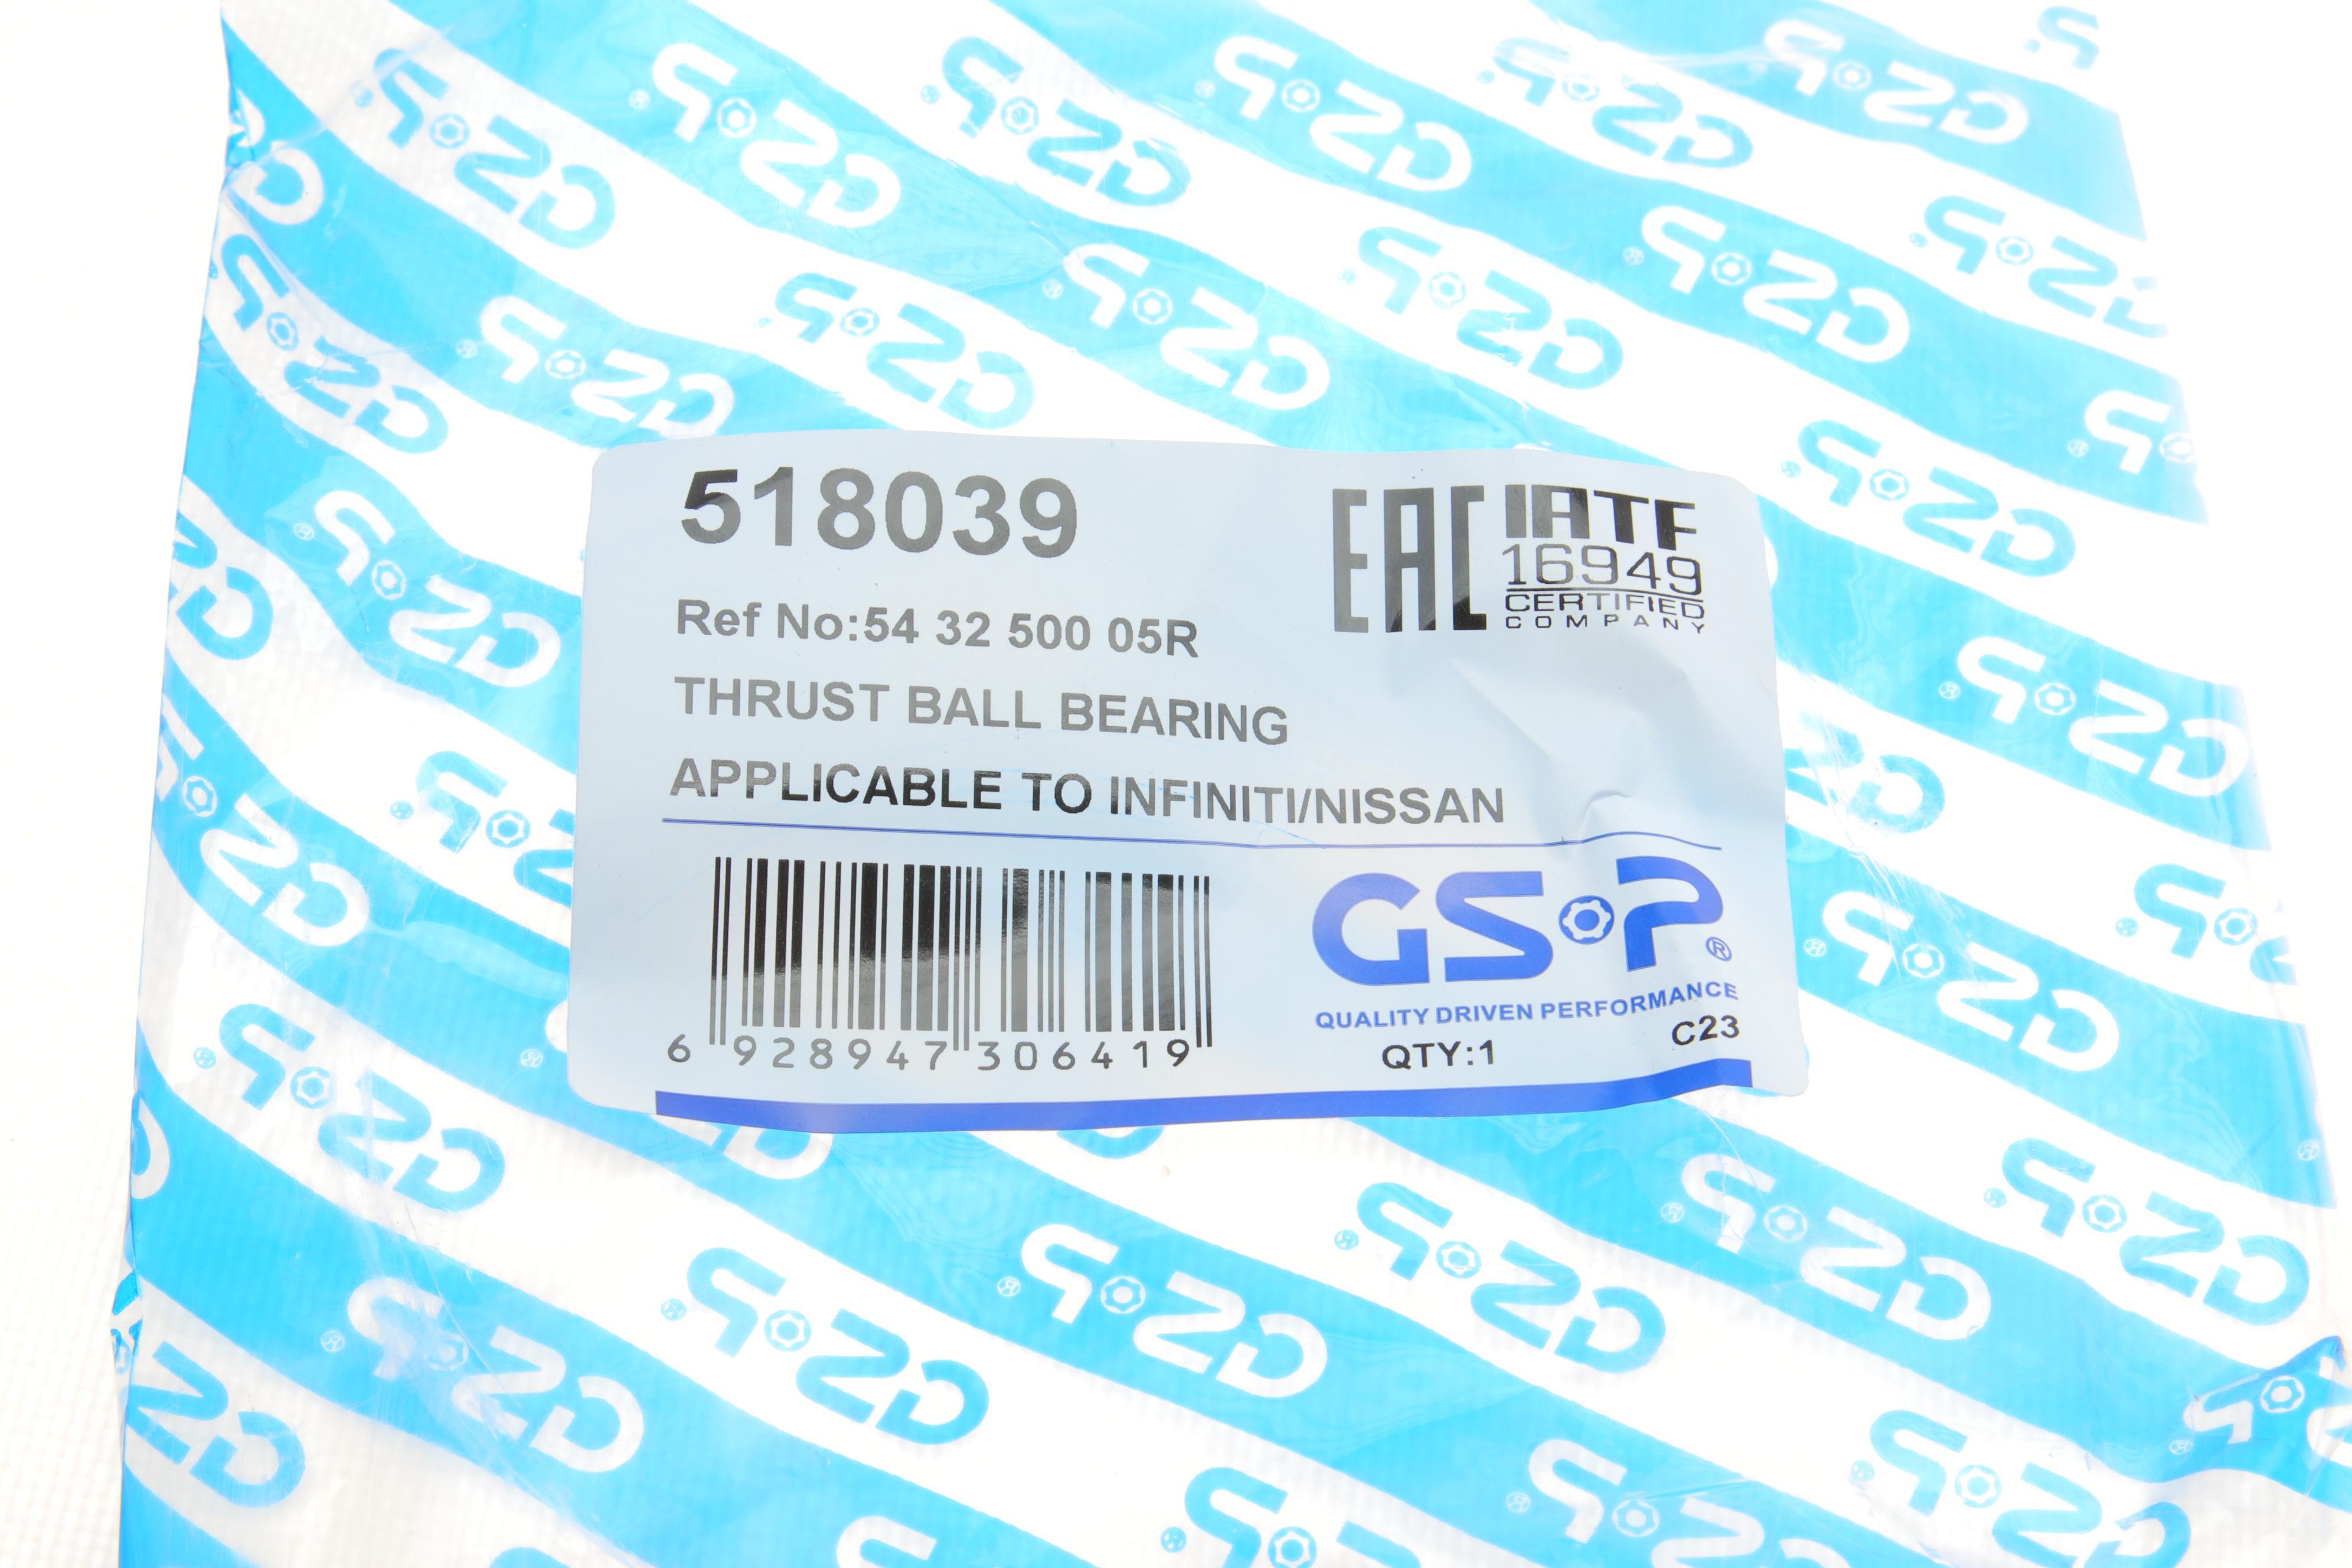 518039
EAC
IATF
16949
CERTIFIED
COMPANY
Ref No:54 32 500 05R
THRUST BALL BEARING
APPLICABLE TO INFINITI/NISSAN
6 928947 306419
GSP®
QUALITY DRIVEN PERFORMANCE
C23
QTY:1